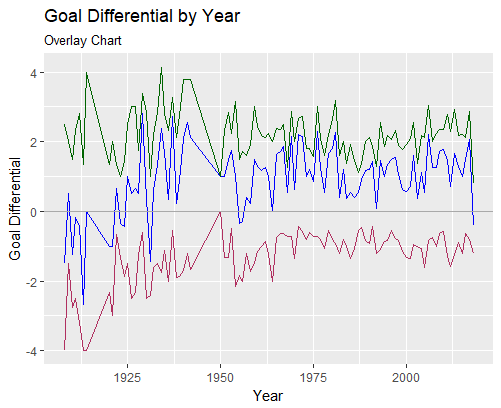 Goal Differential by Year
Overlay Chart
Goal Differential
4
2
0
-2
-4
1925
1950
1975
2000
Year